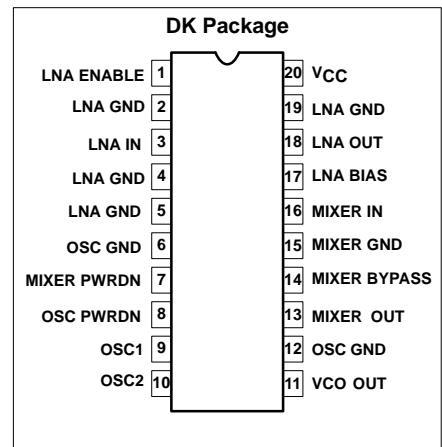 DK Package
LNA ENABLE 1
LNA GND 2
LNA IN 3
LNA GND 4
LNA GND 5
OSC GND 6
MIXER PWRDN 7
OSC PWRDN 8
OSC1 9
OSC2 10
20 VCC
19 LNA GND
18 LNA OUT
17 LNA BIAS
16 MIXER IN
15 MIXER GND
14 MIXER BYPASS
13 MIXER OUT
12 OSC GND
11 VCO OUT